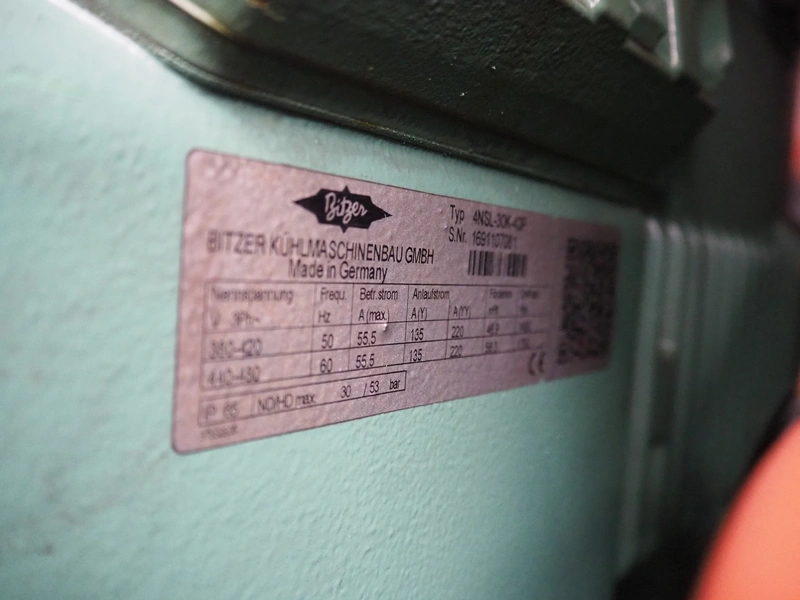 Bitzer
BITZER KÜHLMASCHINENBAU GMBH
Made in Germany
Typ 4NSL-30K-40P
S.Nr. 1691107081
Nennspannung Frequ. Betr.strom Anlaufstrom
V 3Ph~ Hz A (max.) A (Y) A (YY)
380-420 50 55,5 135 220
440-480 60 55,5 135 220
CE
IP 65 ND/HD max. 30 / 53 bar